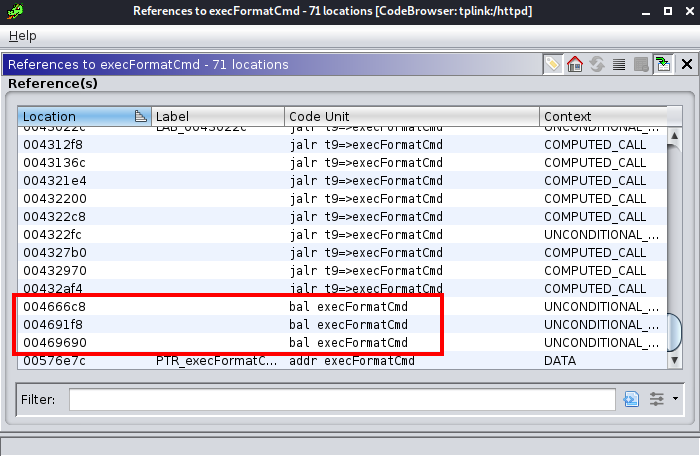 References to execFormatCmd - 71 locations [CodeBrowser: tplink:/httpd]
Help
References to execFormatCmd - 71 locations
Reference(s)
Location Label Code Unit Context
0043022c LAB_0043022c jalr t9=>execFormatCmd UNCONDITIONAL_...
004312f8 jalr t9=>execFormatCmd COMPUTED_CALL
0043136c jalr t9=>execFormatCmd COMPUTED_CALL
004321e4 jalr t9=>execFormatCmd COMPUTED_CALL
00432200 jalr t9=>execFormatCmd COMPUTED_CALL
004322c8 jalr t9=>execFormatCmd COMPUTED_CALL
004322fc jalr t9=>execFormatCmd UNCONDITIONAL_...
004327b0 jalr t9=>execFormatCmd COMPUTED_CALL
00432970 jalr t9=>execFormatCmd COMPUTED_CALL
00432af4 jalr t9=>execFormatCmd COMPUTED_CALL
004666c8 bal execFormatCmd UNCONDITIONAL_...
004691f8 bal execFormatCmd UNCONDITIONAL_...
00469690 bal execFormatCmd UNCONDITIONAL_...
00576e7c PTR_execFormatC... addr execFormatCmd DATA
Filter: